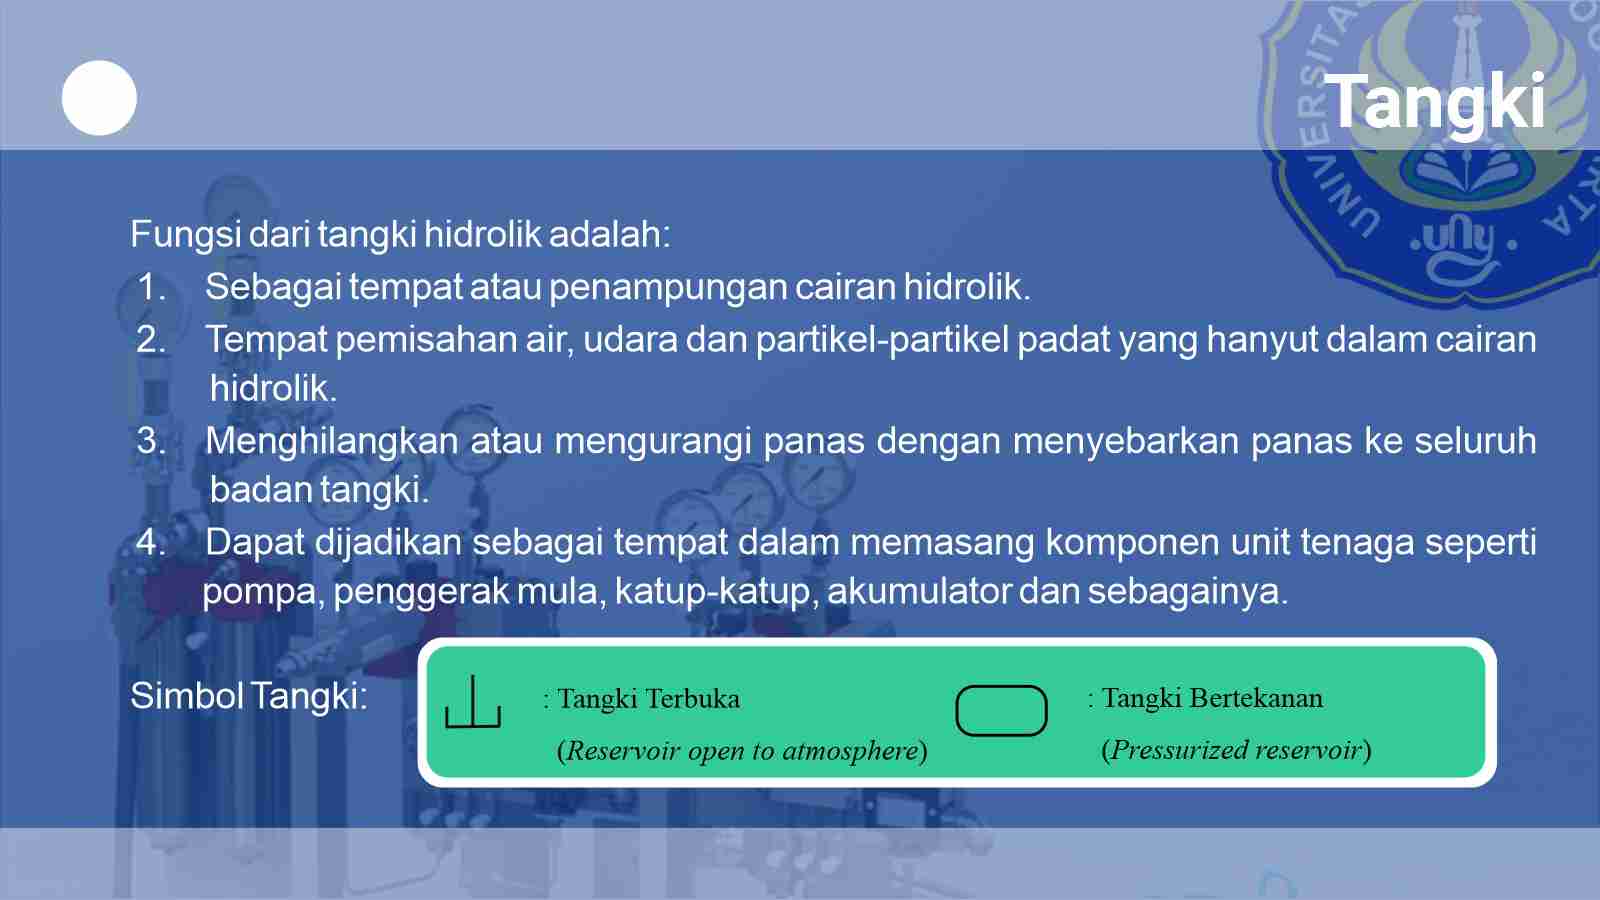 Tangki
UNIVERSITAS
uny
Fungsi dari tangki hidrolik adalah:
1. Sebagai tempat atau penampungan cairan hidrolik.
2. Tempat pemisahan air, udara dan partikel-partikel padat yang hanyut dalam cairan
hidrolik.
3. Menghilangkan atau mengurangi panas dengan menyebarkan panas ke seluruh
badan tangki.
4. Dapat dijadikan sebagai tempat dalam memasang komponen unit tenaga seperti
pompa, penggerak mula, katup-katup, akumulator dan sebagainya.
Simbol Tangki:
: Tangki Terbuka
(Reservoir open to atmosphere)
: Tangki Bertekanan
(Pressurized reservoir)